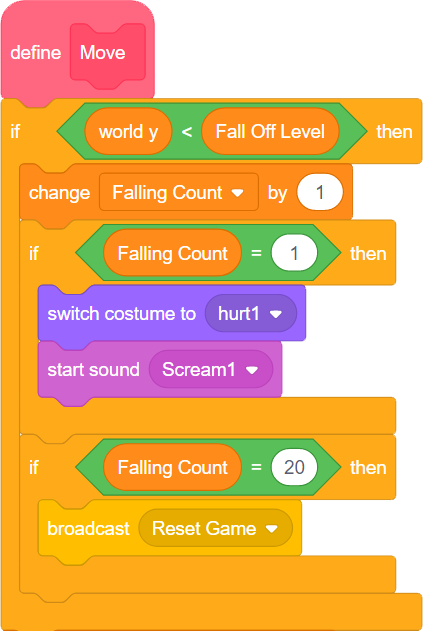 define Move
if world y < Fall Off Level then
change Falling Count by 1
if Falling Count = 1 then
switch costume to hurt1
start sound Scream1
if Falling Count = 20 then
broadcast Reset Game